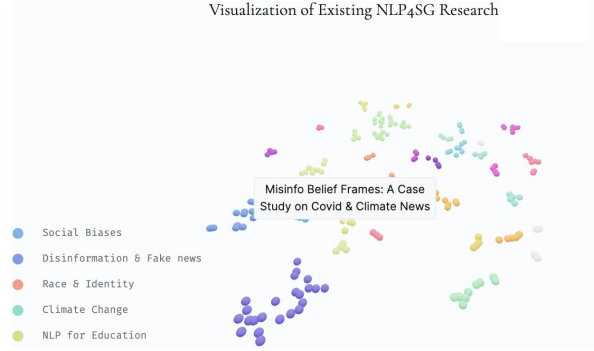 Visualization of Existing NLP4SG Research
Misinfo Belief Frames: A Case
Study on Covid & Climate News
Social Biases
Disinformation & Fake news
Race & Identity
Climate Change
NLP for Education